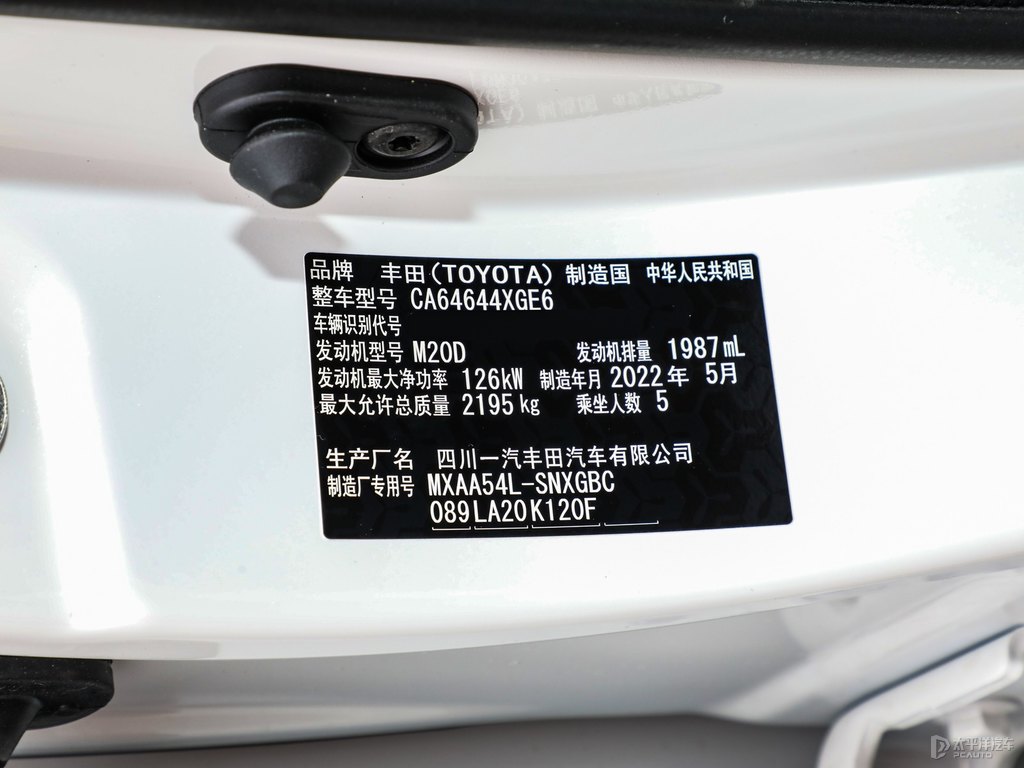 品牌 丰田(TOYOTA) 制造国 中华人民共和国
整车型号 CA64644XGE6
车辆识别代号
发动机型号 M20D 发动机排量 1987mL
发动机最大净功率 126kW 制造年月 2022年 5月
最大允许总质量 2195kg 乘坐人数 5
生产厂名 四川一汽丰田汽车有限公司
制造厂专用号 MXAA54L-SNXGBC
089LA20K120F
太平洋汽车
PCAUTO